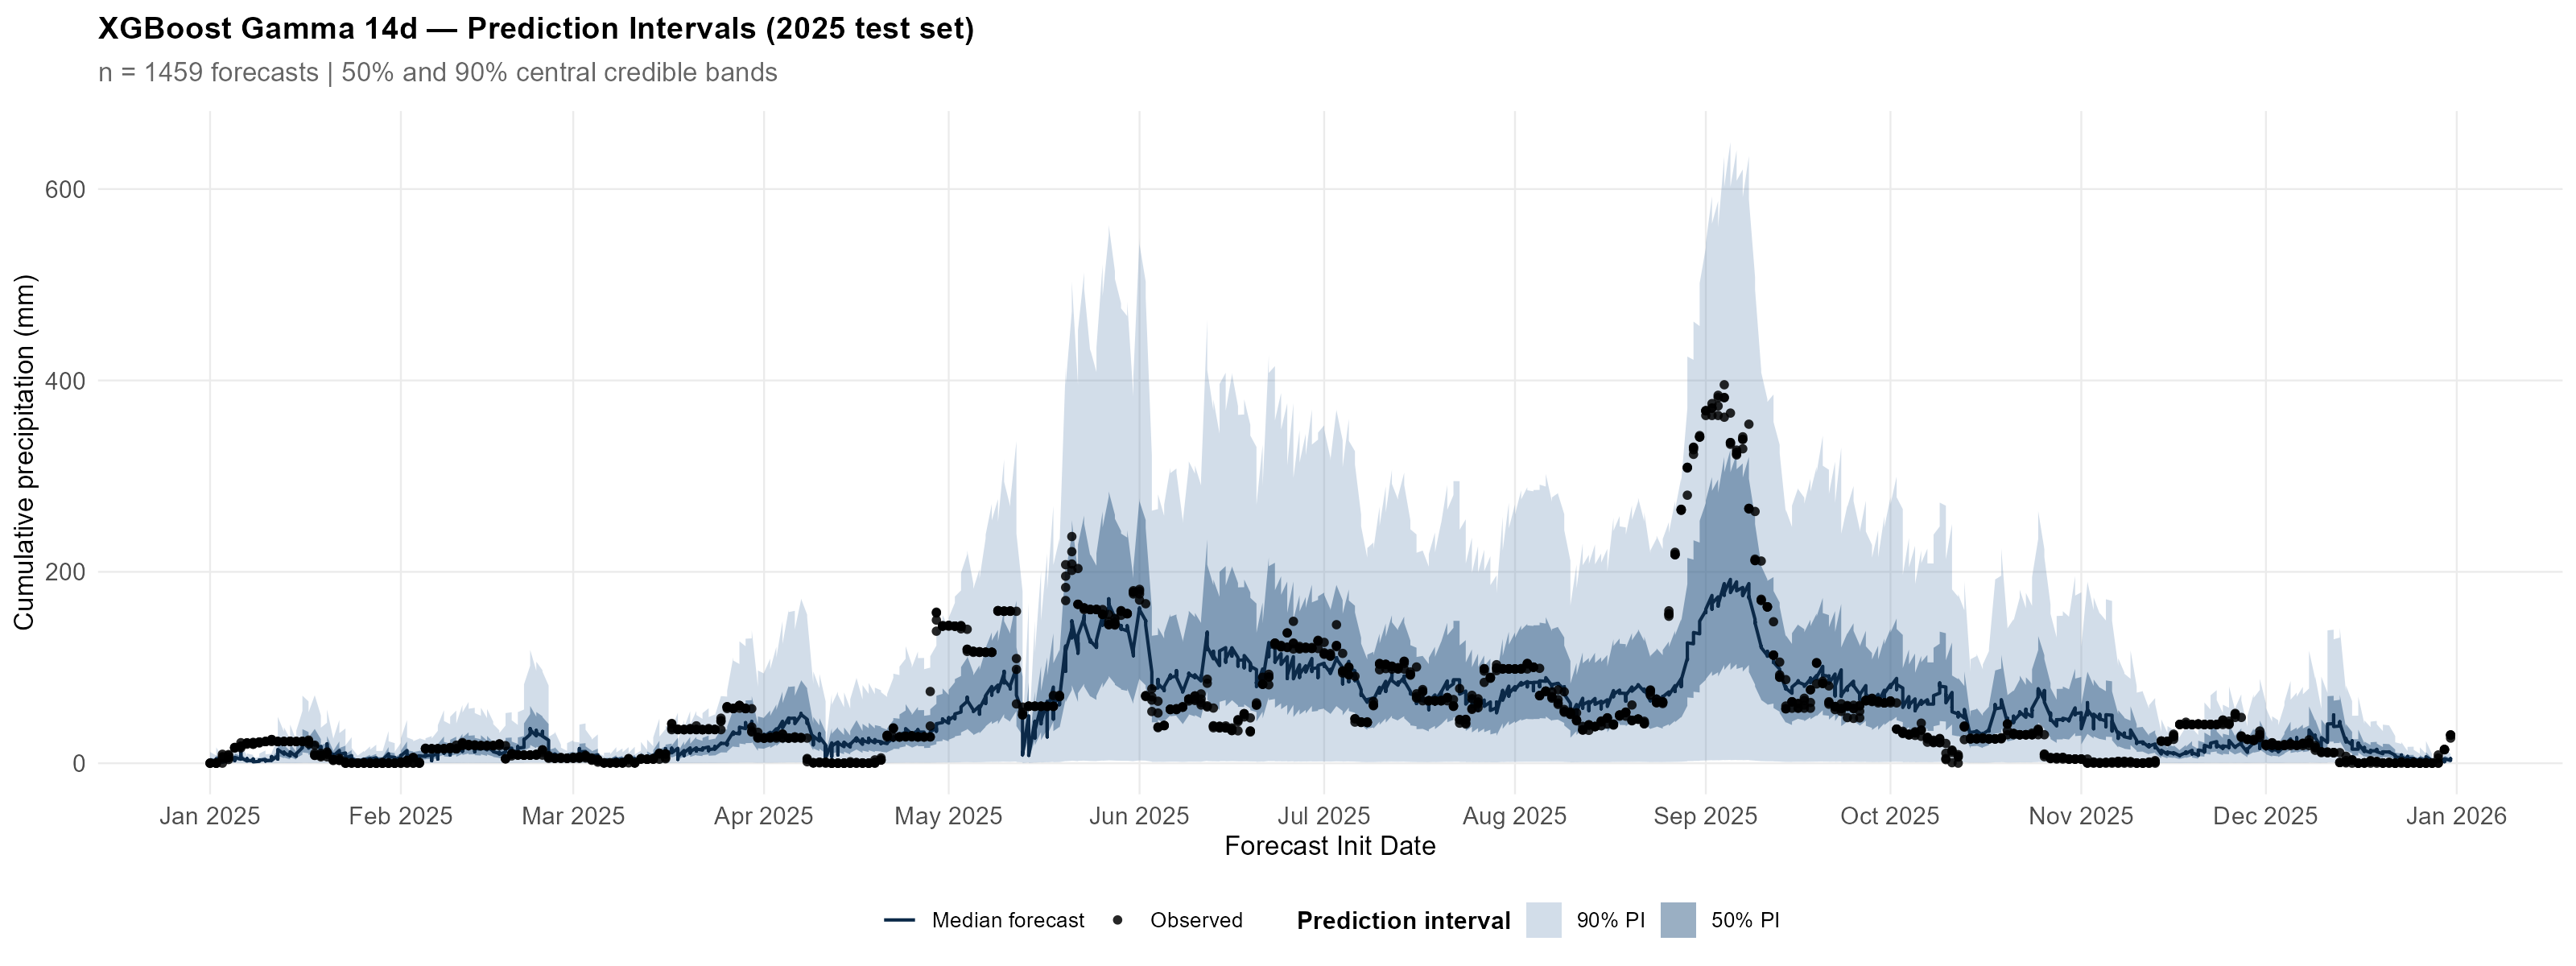 XGBoost Gamma 14d — Prediction Intervals (2025 test set)
n = 1459 forecasts | 50% and 90% central credible bands
Cumulative precipitation (mm)
600
400
200
0
Jan 2025 Feb 2025 Mar 2025 Apr 2025 May 2025 Jun 2025 Jul 2025 Aug 2025 Sep 2025 Oct 2025 Nov 2025 Dec 2025 Jan 2026
Forecast Init Date
Median forecast Observed Prediction interval 90% PI 50% PI